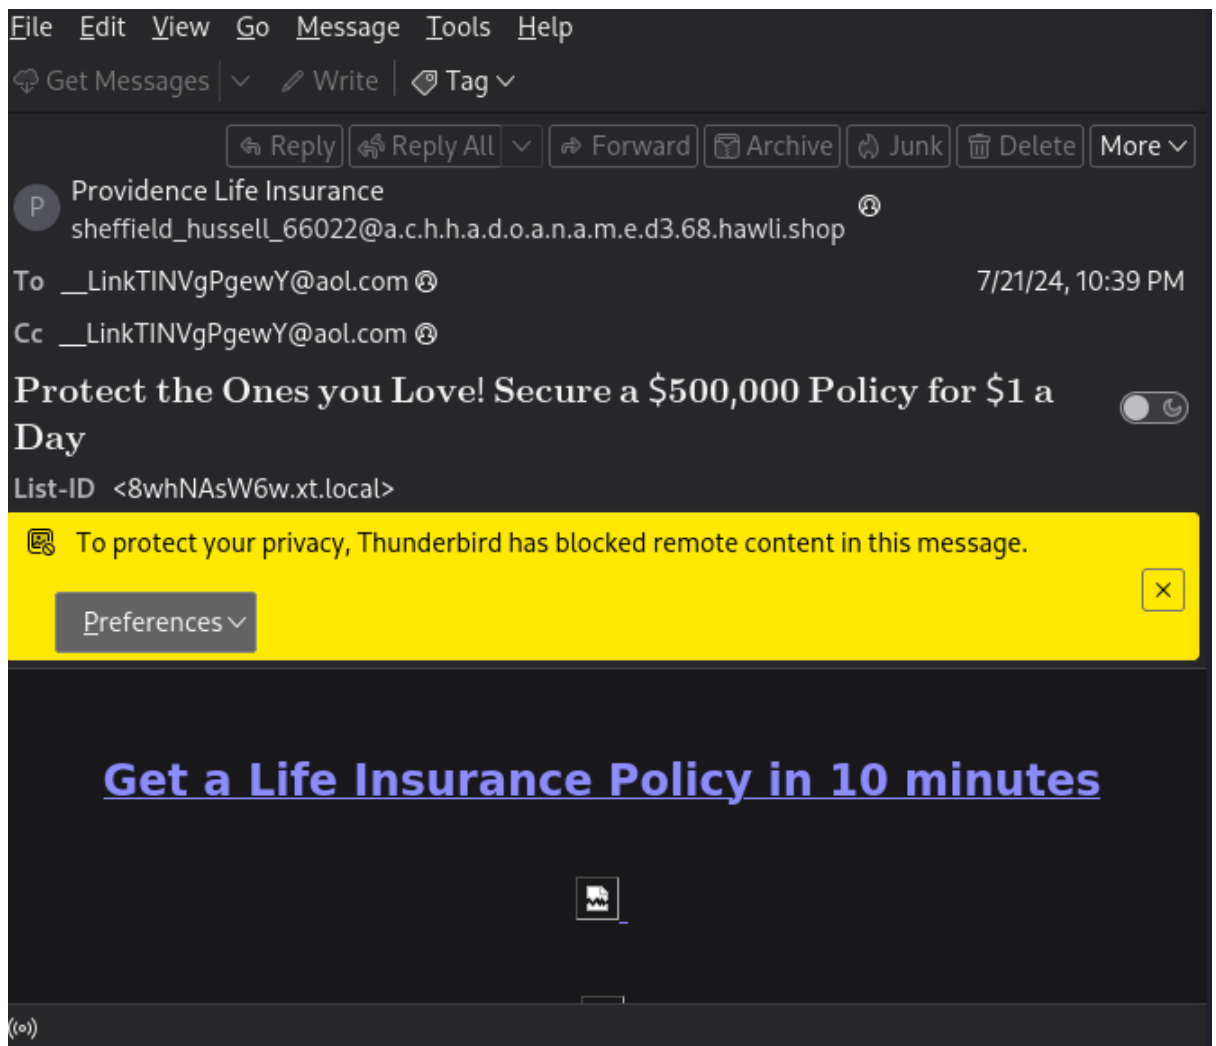 File Edit View Go Message Tools Help
Get Messages Write Tag
Reply Reply All Forward Archive Junk Delete More
P
Providence Life Insurance
sheffield_hussell_66022@a.c.h.h.a.d.o.a.n.a.m.e.d3.68.hawli.shop
To __LinkTINVgPgewY@aol.com 7/21/24, 10:39 PM
Cc __LinkTINVgPgewY@aol.com
Protect the Ones you Love! Secure a $500,000 Policy for $1 a
Day
List-ID <8whNAsW6w.xt.local>
To protect your privacy, Thunderbird has blocked remote content in this message.
Preferences
Get a Life Insurance Policy in 10 minutes